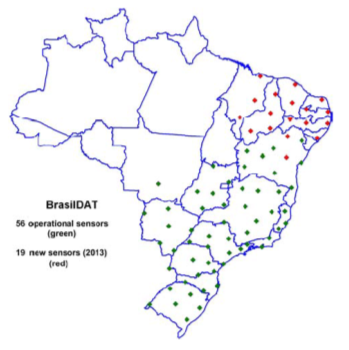 BrasilDAT
56 operational sensors
(green)
19 new sensors (2013)
(red)